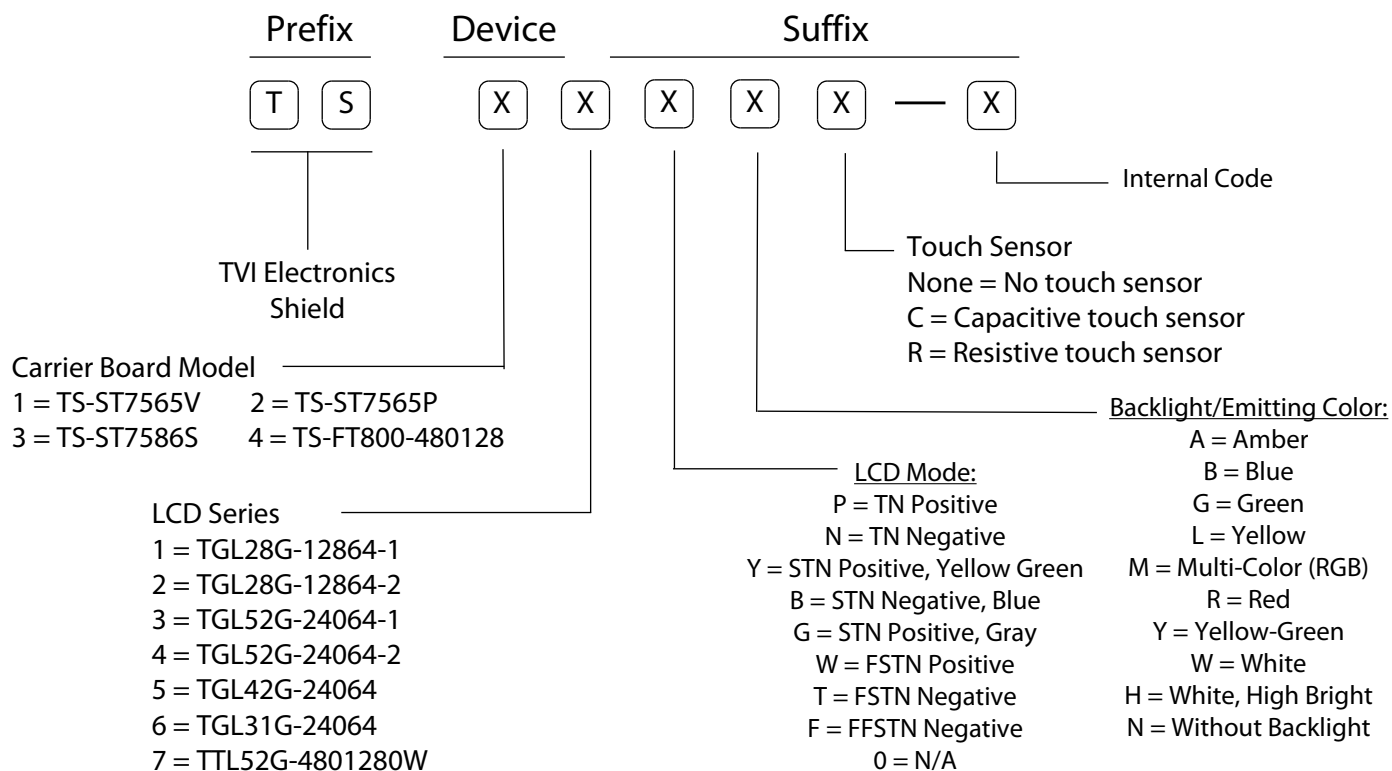 Prefix Device Suffix
T S X X X X X — X
Internal Code
Touch Sensor
None = No touch sensor
C = Capacitive touch sensor
R = Resistive touch sensor
TVI Electronics
Shield
Carrier Board Model
1 = TS-ST7565V 2 = TS-ST7565P
3 = TS-ST7586S 4 = TS-FT800-480128
Backlight/Emitting Color:
A = Amber
B = Blue
G = Green
L = Yellow
M = Multi-Color (RGB)
R = Red
Y = Yellow-Green
W = White
H = White, High Bright
N = Without Backlight
LCD Mode:
P = TN Positive
N = TN Negative
Y = STN Positive, Yellow Green
B = STN Negative, Blue
G = STN Positive, Gray
W = FSTN Positive
T = FSTN Negative
F = FFSTN Negative
0 = N/A
LCD Series
1 = TGL28G-12864-1
2 = TGL28G-12864-2
3 = TGL52G-24064-1
4 = TGL52G-24064-2
5 = TGL42G-24064
6 = TGL31G-24064
7 = TTL52G-4801280W